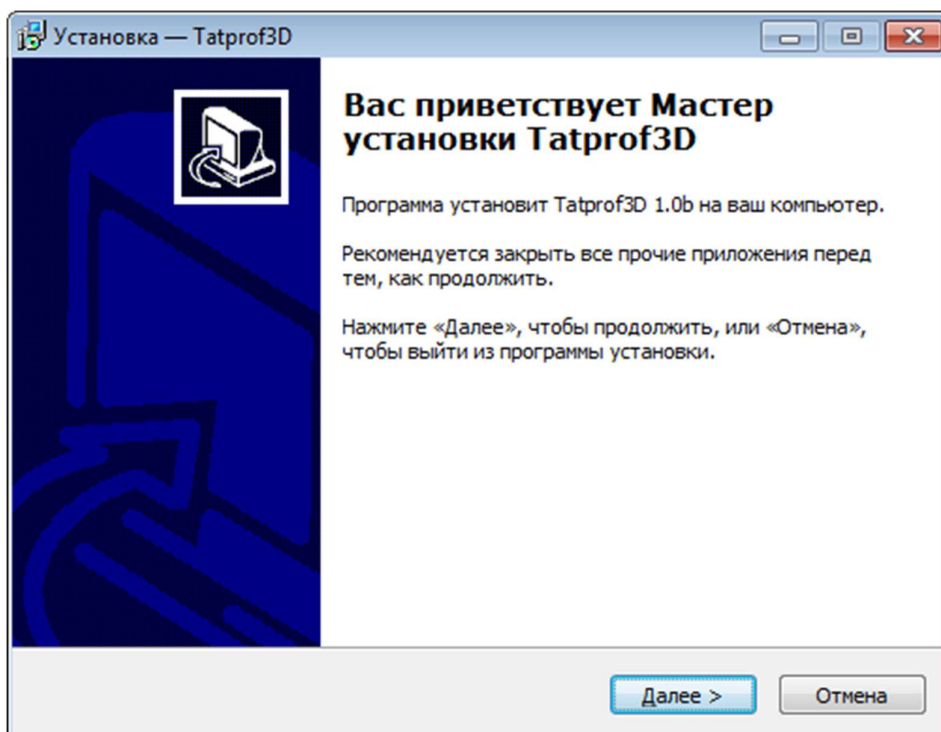 Установка — Tatprof3D
Вас приветствует Мастер
установки Tatprof3D
Программа установит Tatprof3D 1.0b на ваш компьютер.
Рекомендуется закрыть все прочие приложения перед
тем, как продолжить.
Нажмите «Далее», чтобы продолжить, или «Отмена»,
чтобы выйти из программы установки.
Далее >
Отмена